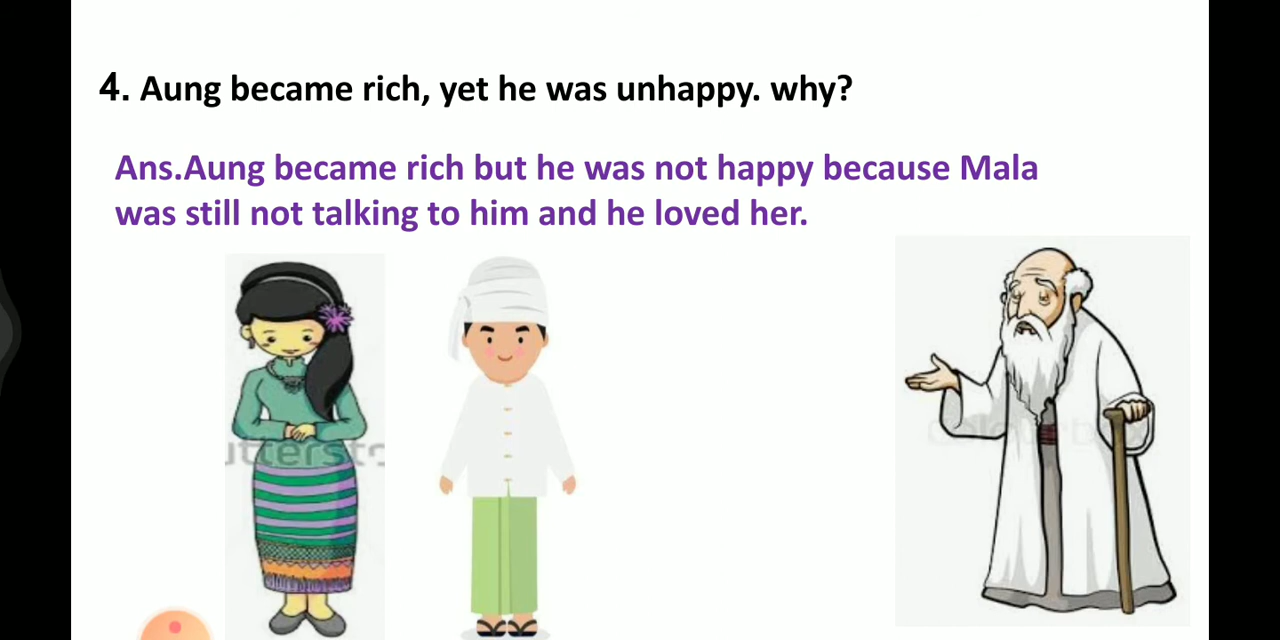 4. Aung became rich, yet he was unhappy. why?
Ans.Aung became rich but he was not happy because Mala
was still not talking to him and he loved her.
utterst